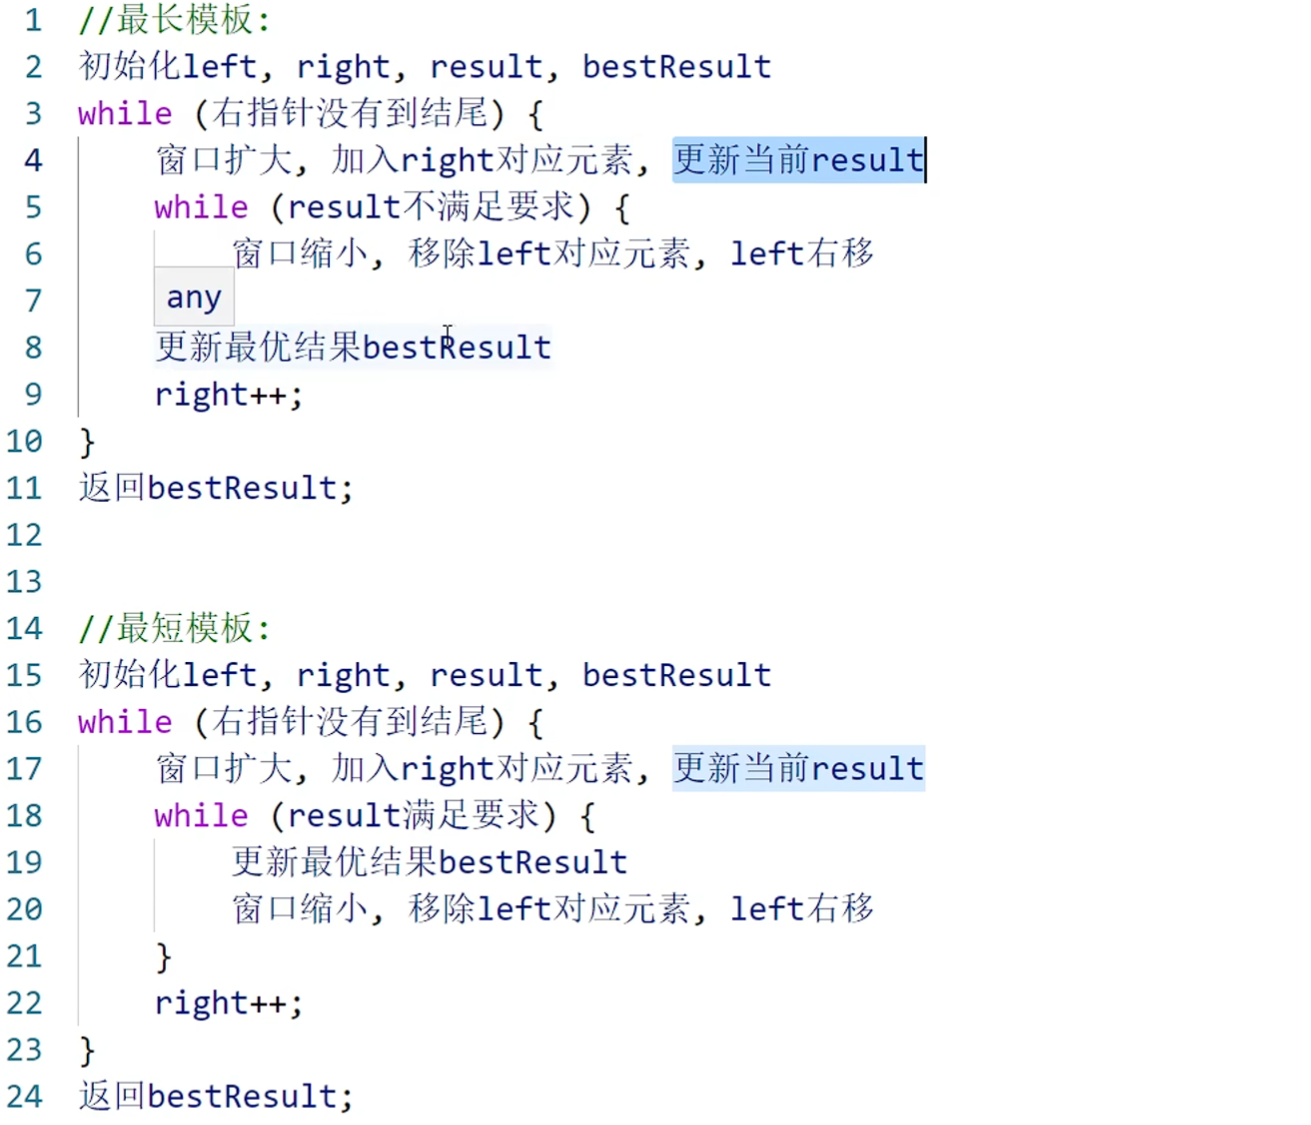 1 //最长模板:
2 初始化left, right, result, bestResult
3 while (右指针没有到结尾) {
4 窗口扩大, 加入right对应元素, 更新当前result
5 while (result不满足要求) {
6 窗口缩小, 移除left对应元素, left右移
7 any
8 更新最优结果bestResult
9 right++;
10 }
11 返回bestResult;
12
13
14 //最短模板:
15 初始化left, right, result, bestResult
16 while (右指针没有到结尾) {
17 窗口扩大, 加入right对应元素, 更新当前result
18 while (result满足要求) {
19 更新最优结果bestResult
20 窗口缩小, 移除left对应元素, left右移
21 }
22 right++;
23 }
24 返回bestResult;